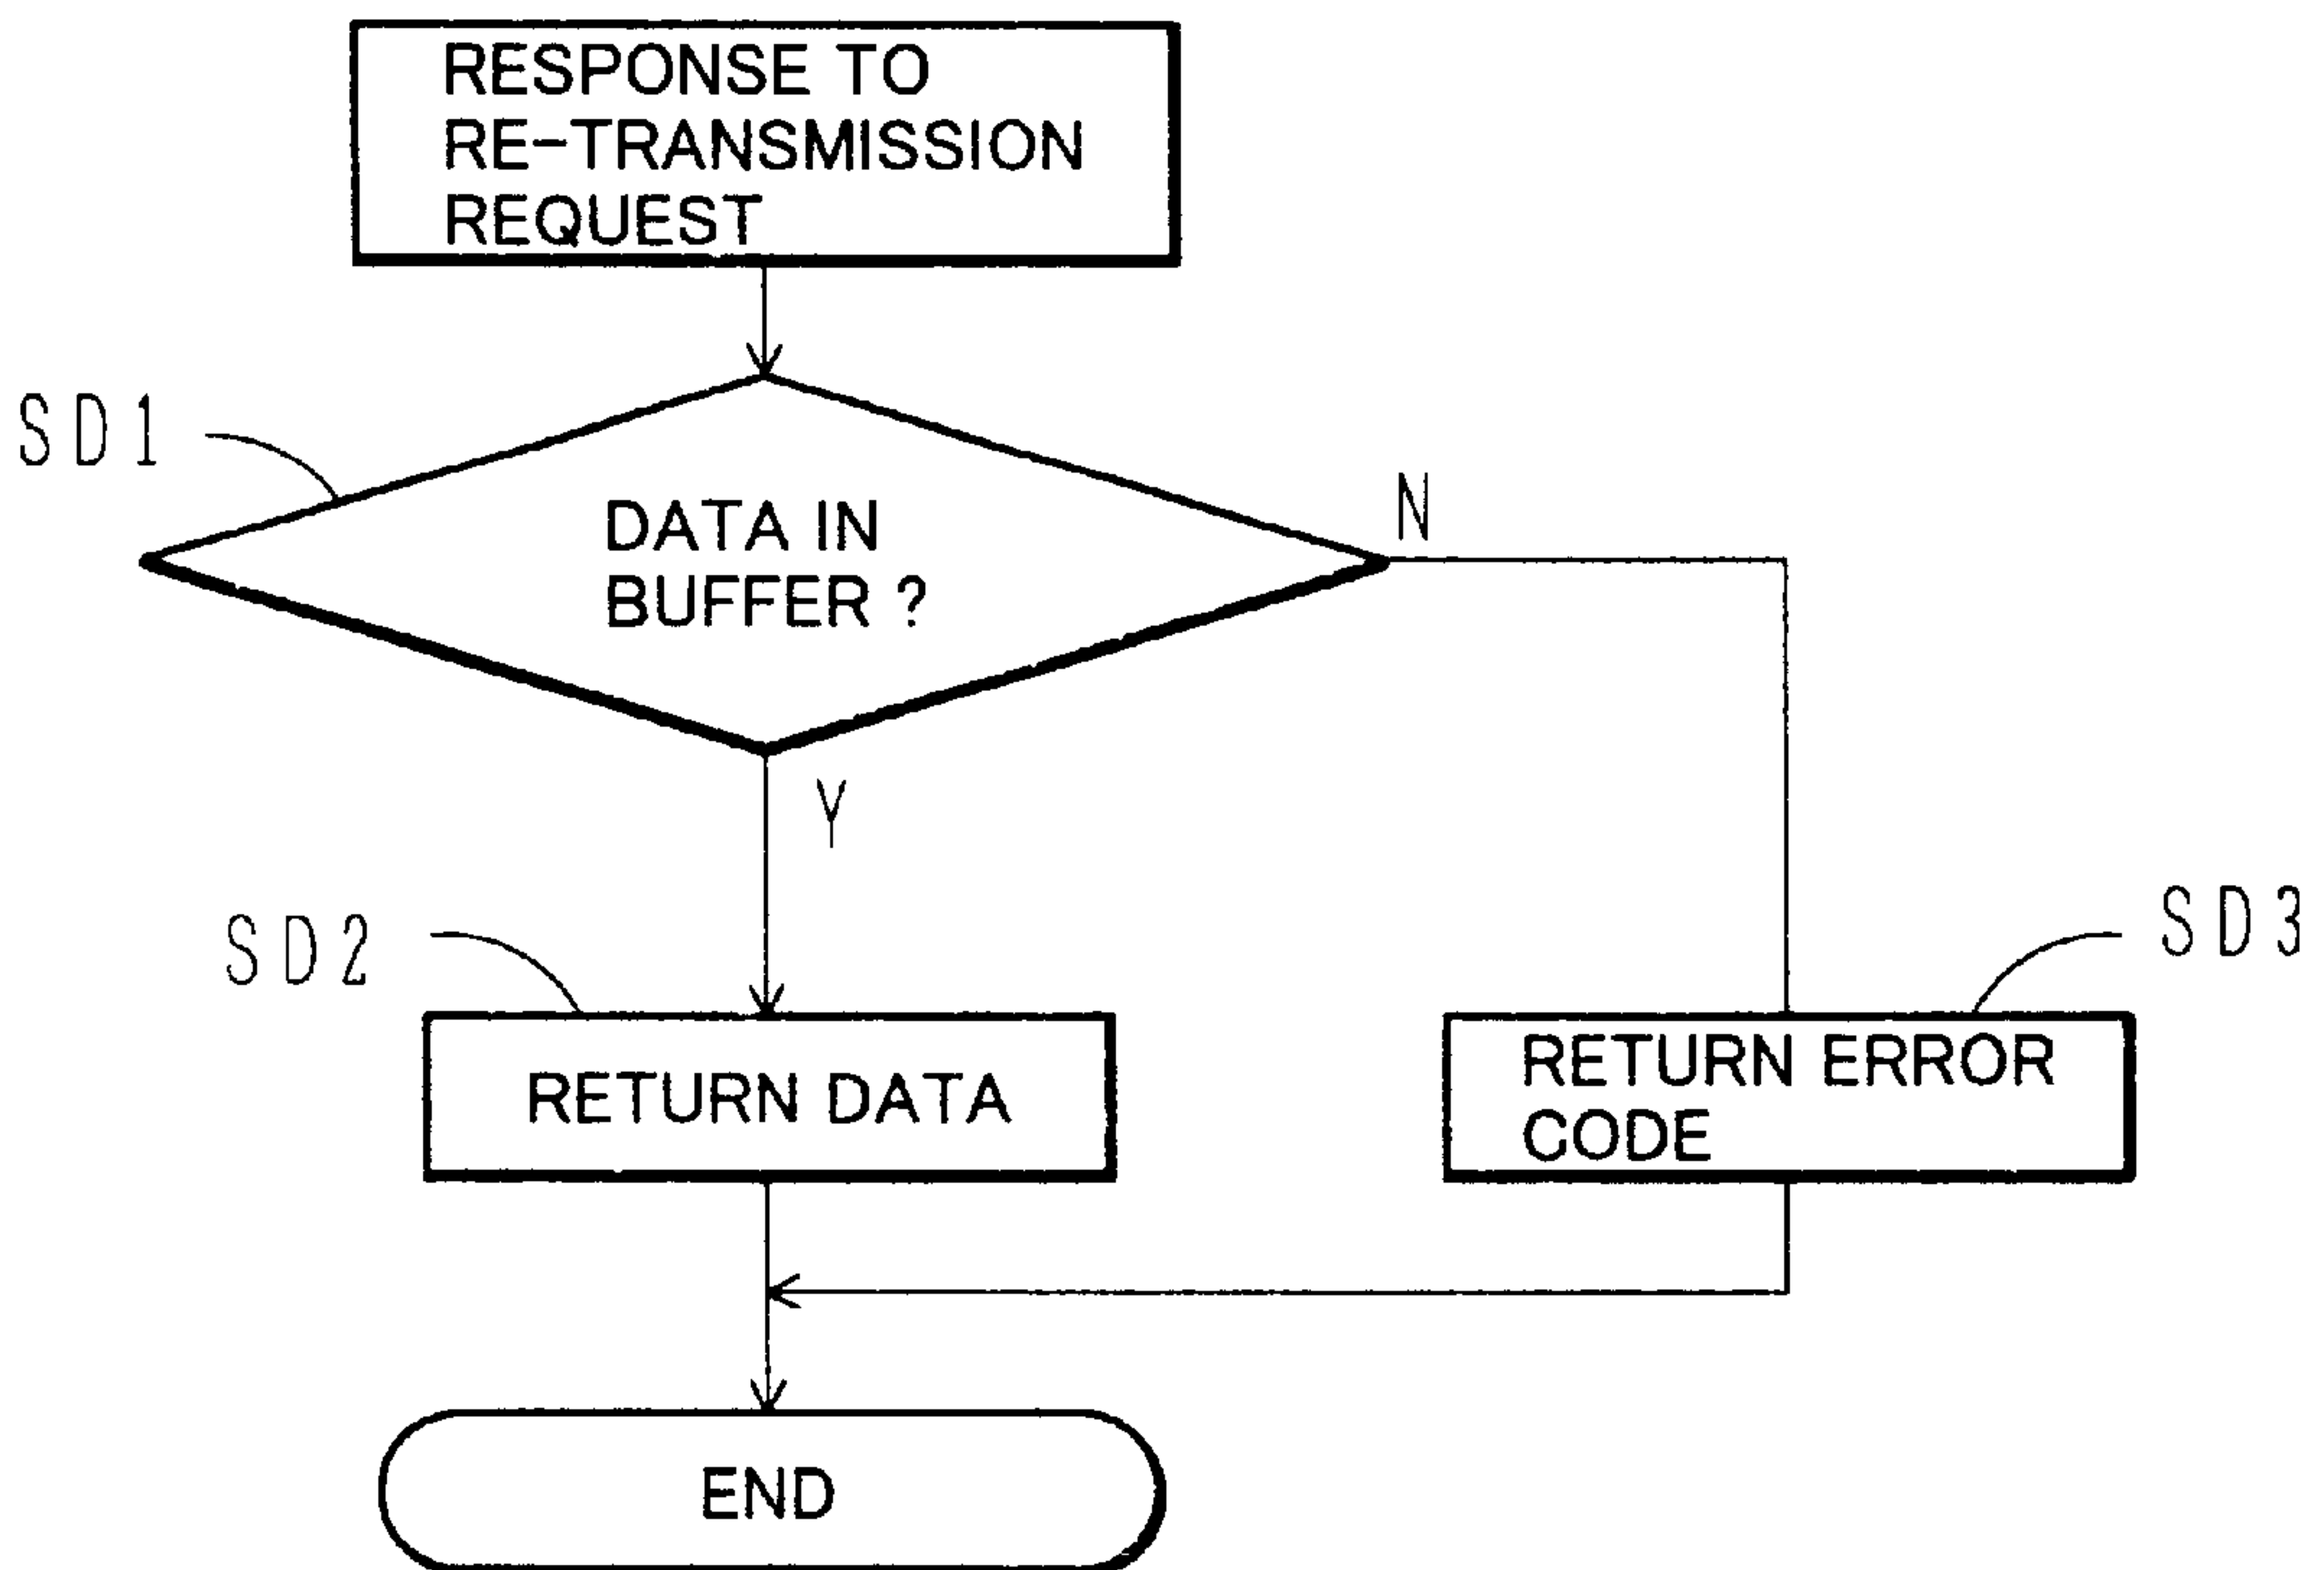 RESPONSE TO
RE-TRANSMISSION
REQUEST
SD1
DATA IN
BUFFER ?
N
Y
SD2
SD3
RETURN DATA
RETURN ERROR
CODE
END